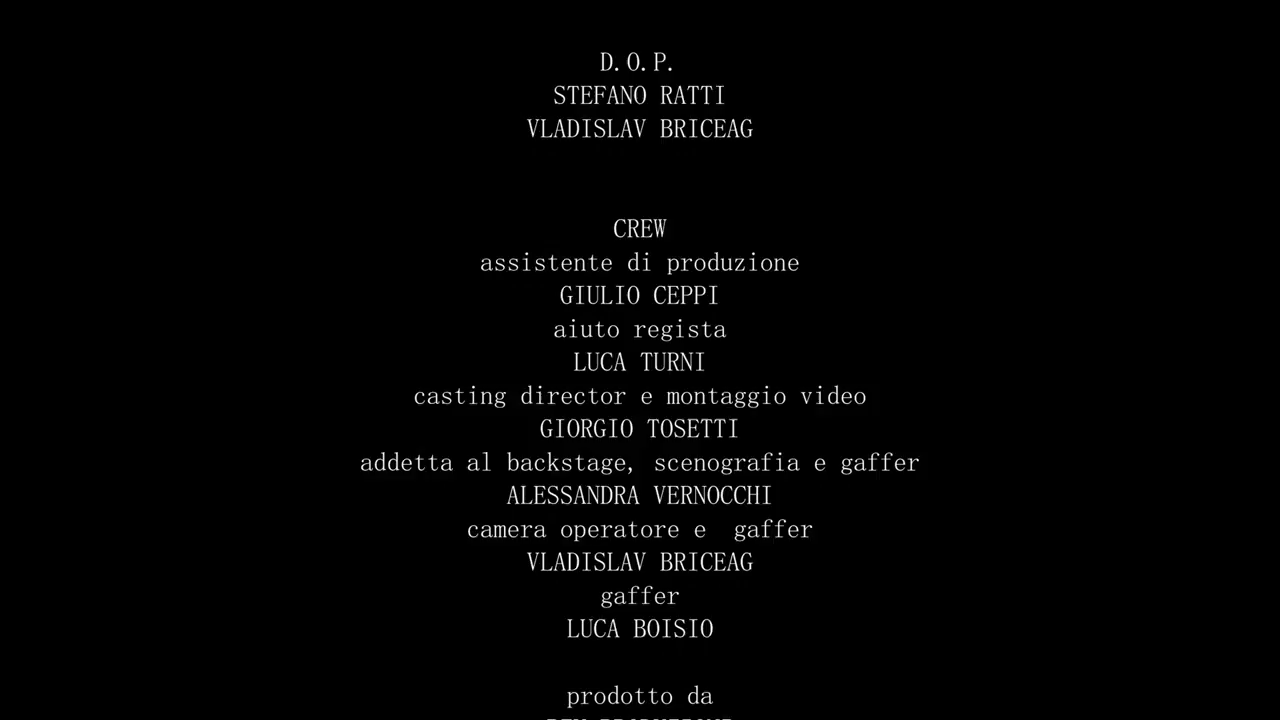 D.O.P.
STEFANO RATTI
VLADISLAV BRICEAG
CREW
assistente di produzione
GIULIO CEPPI
aiuto regista
LUCA TURNI
casting director e montaggio video
GIORGIO TOSETTI
addetta al backstage, scenografia e gaffer
ALESSANDRA VERNOCCHI
camera operatore e  gaffer
VLADISLAV BRICEAG
gaffer
LUCA BOISIO
prodotto da